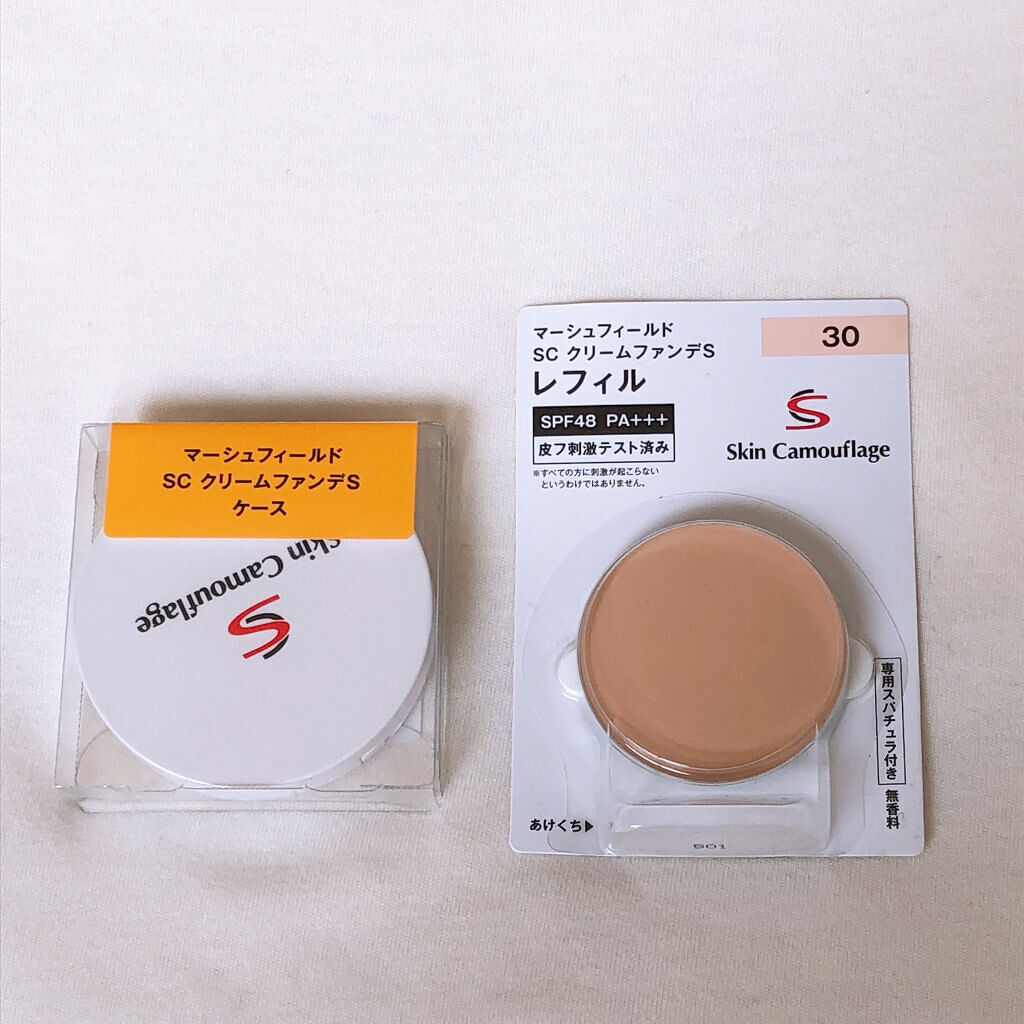 マーシュフィールド
SC クリームファンデS
ケース
Skin Camouflage
マーシュフィールド
SC クリームファンデS
レフィル
SPF48 PA+++
皮フ刺激テスト済み
※すべての方に刺激が起こらない
というわけではありません。
30
Skin Camouflage
専用スパチュラ付き
無香料
あけくち▶
B01